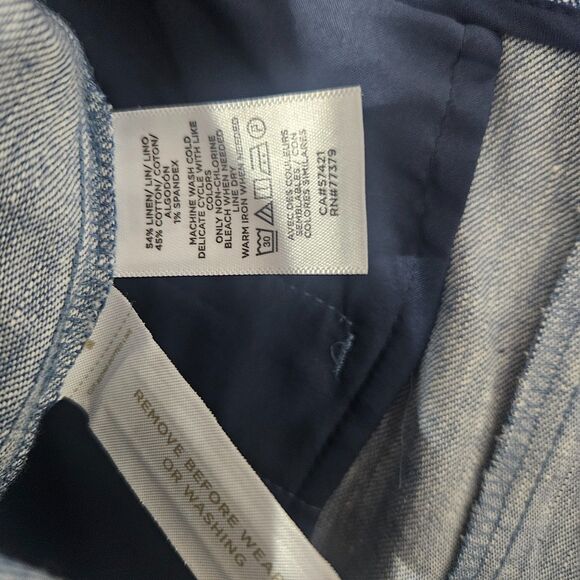 54% LINEN/ LIN/ LINO
45% COTTON/ COTON/
ALGODÓN
1% SPANDEX
MACHINE WASH COLD
DELICATE CYCLE WITH LIKE
COLORS
ONLY NON-CHLORINE
BLEACH WHEN NEEDED
LINE DRY
WARM IRON WHEN NEEDED
30
AVEC DES COULEURS
SEMBLABLES/CON
COLORES SIMILARES
CA#57421
RN#77379
REMOVE BEFORE WEAR
OR WASHING